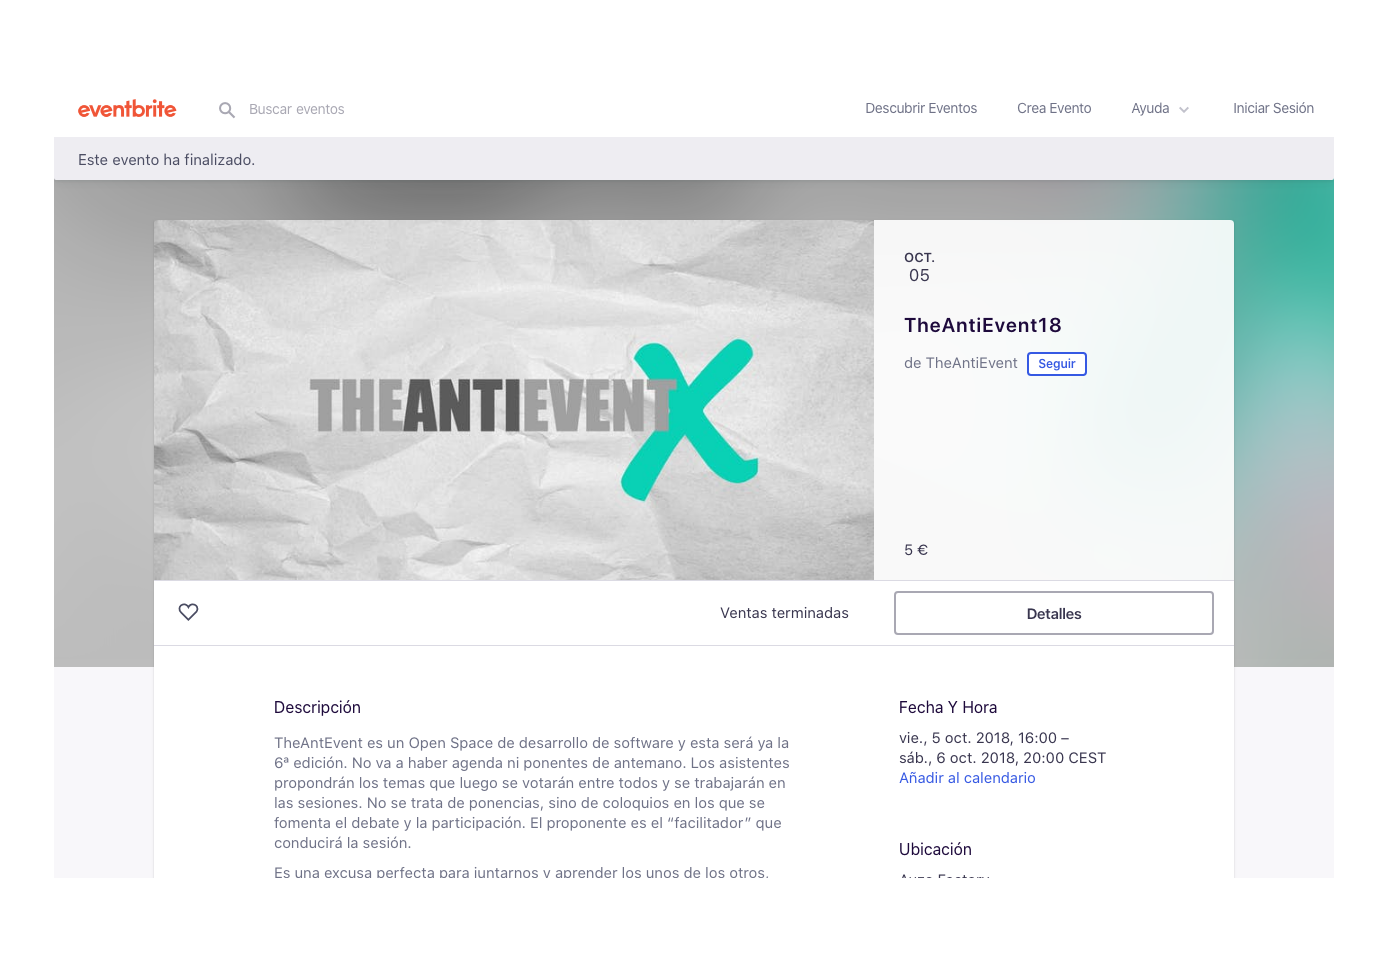 eventbrite
Buscar eventos
Descubrir Eventos
Crea Evento
Ayuda
Iniciar Sesión
Este evento ha finalizado.
THEANTIEVENT
OCT.
05
TheAntiEvent18
de TheAntiEvent
Seguir
5 €
Ventas terminadas
Detalles
Descripción
TheAntEvent es un Open Space de desarrollo de software y esta será ya la
6ª edición. No va a haber agenda ni ponentes de antemano. Los asistentes
propondrán los temas que luego se votarán entre todos y se trabajarán en
las sesiones. No se trata de ponencias, sino de coloquios en los que se
fomenta el debate y la participación. El proponente es el “facilitador” que
conducirá la sesión.
Es una excusa perfecta para juntarnos y aprender los unos de los otros.
Fecha Y Hora
vie., 5 oct. 2018, 16:00 –
sáb., 6 oct. 2018, 20:00 CEST
Añadir al calendario
Ubicación